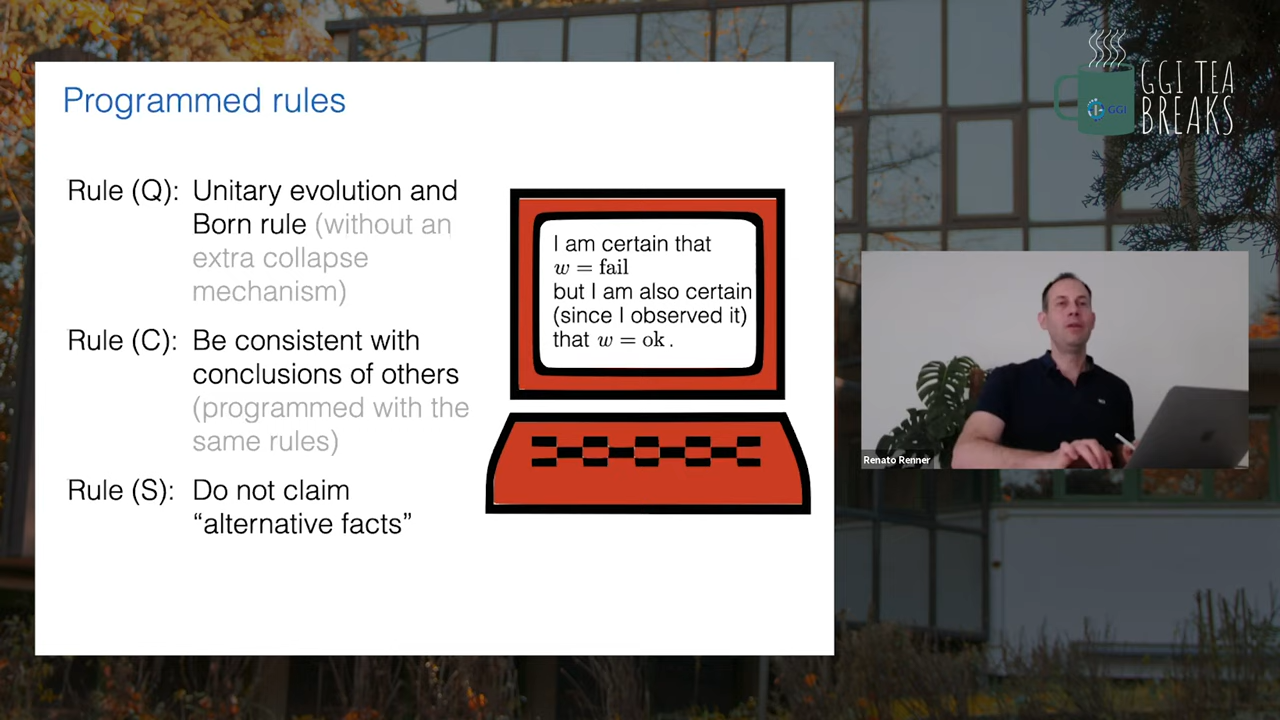 Programmed rules
Rule (Q): Unitary evolution and
Born rule (without an
extra collapse
mechanism)
Rule (C): Be consistent with
conclusions of others
(programmed with the
same rules)
Rule (S): Do not claim
“alternative facts”
I am certain that
w = fail
but I am also certain
(since I observed it)
that w = ok.
GGI TEA
BREAKS
GGI
Renato Renner